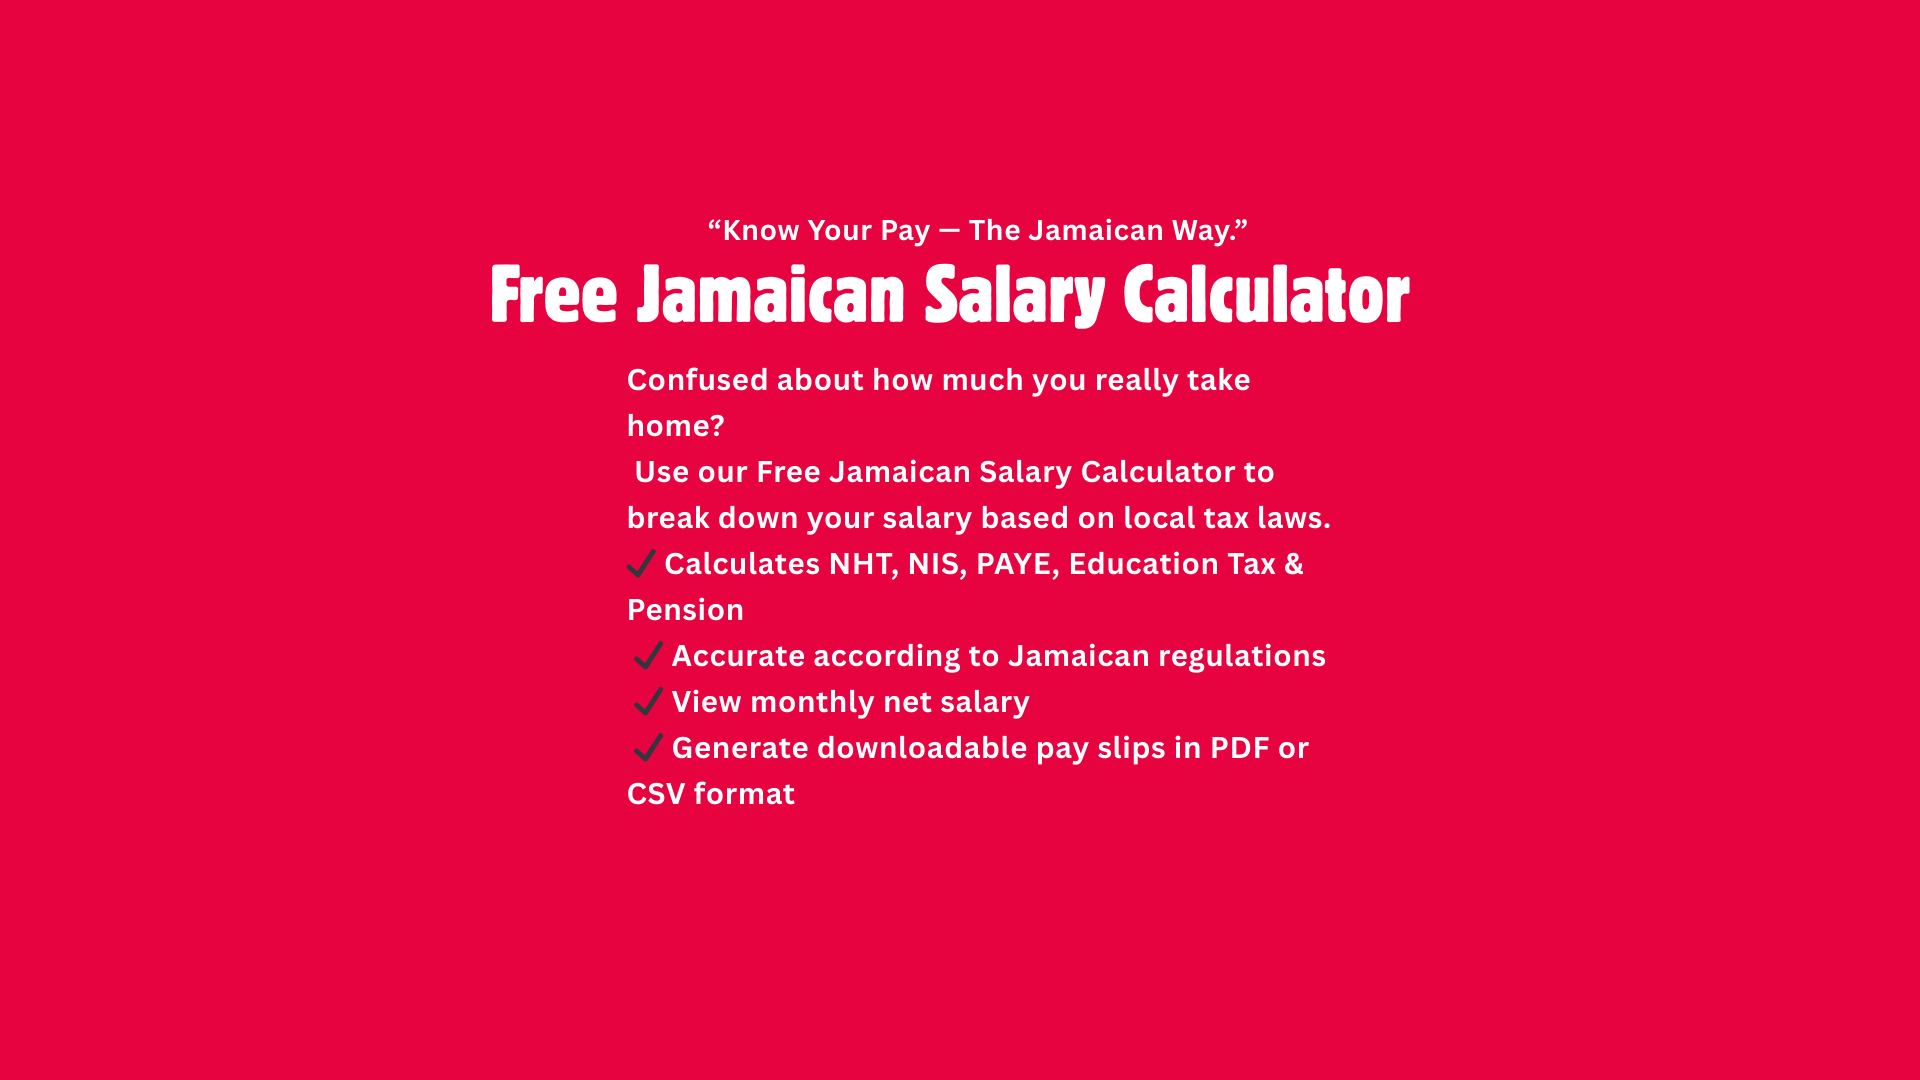 “Know Your Pay — The Jamaican Way.”
Free Jamaican Salary Calculator
Confused about how much you really take
home?
Use our Free Jamaican Salary Calculator to
break down your salary based on local tax laws.
✔ Calculates NHT, NIS, PAYE, Education Tax &
Pension
✔ Accurate according to Jamaican regulations
✔ View monthly net salary
✔ Generate downloadable pay slips in PDF or
CSV format